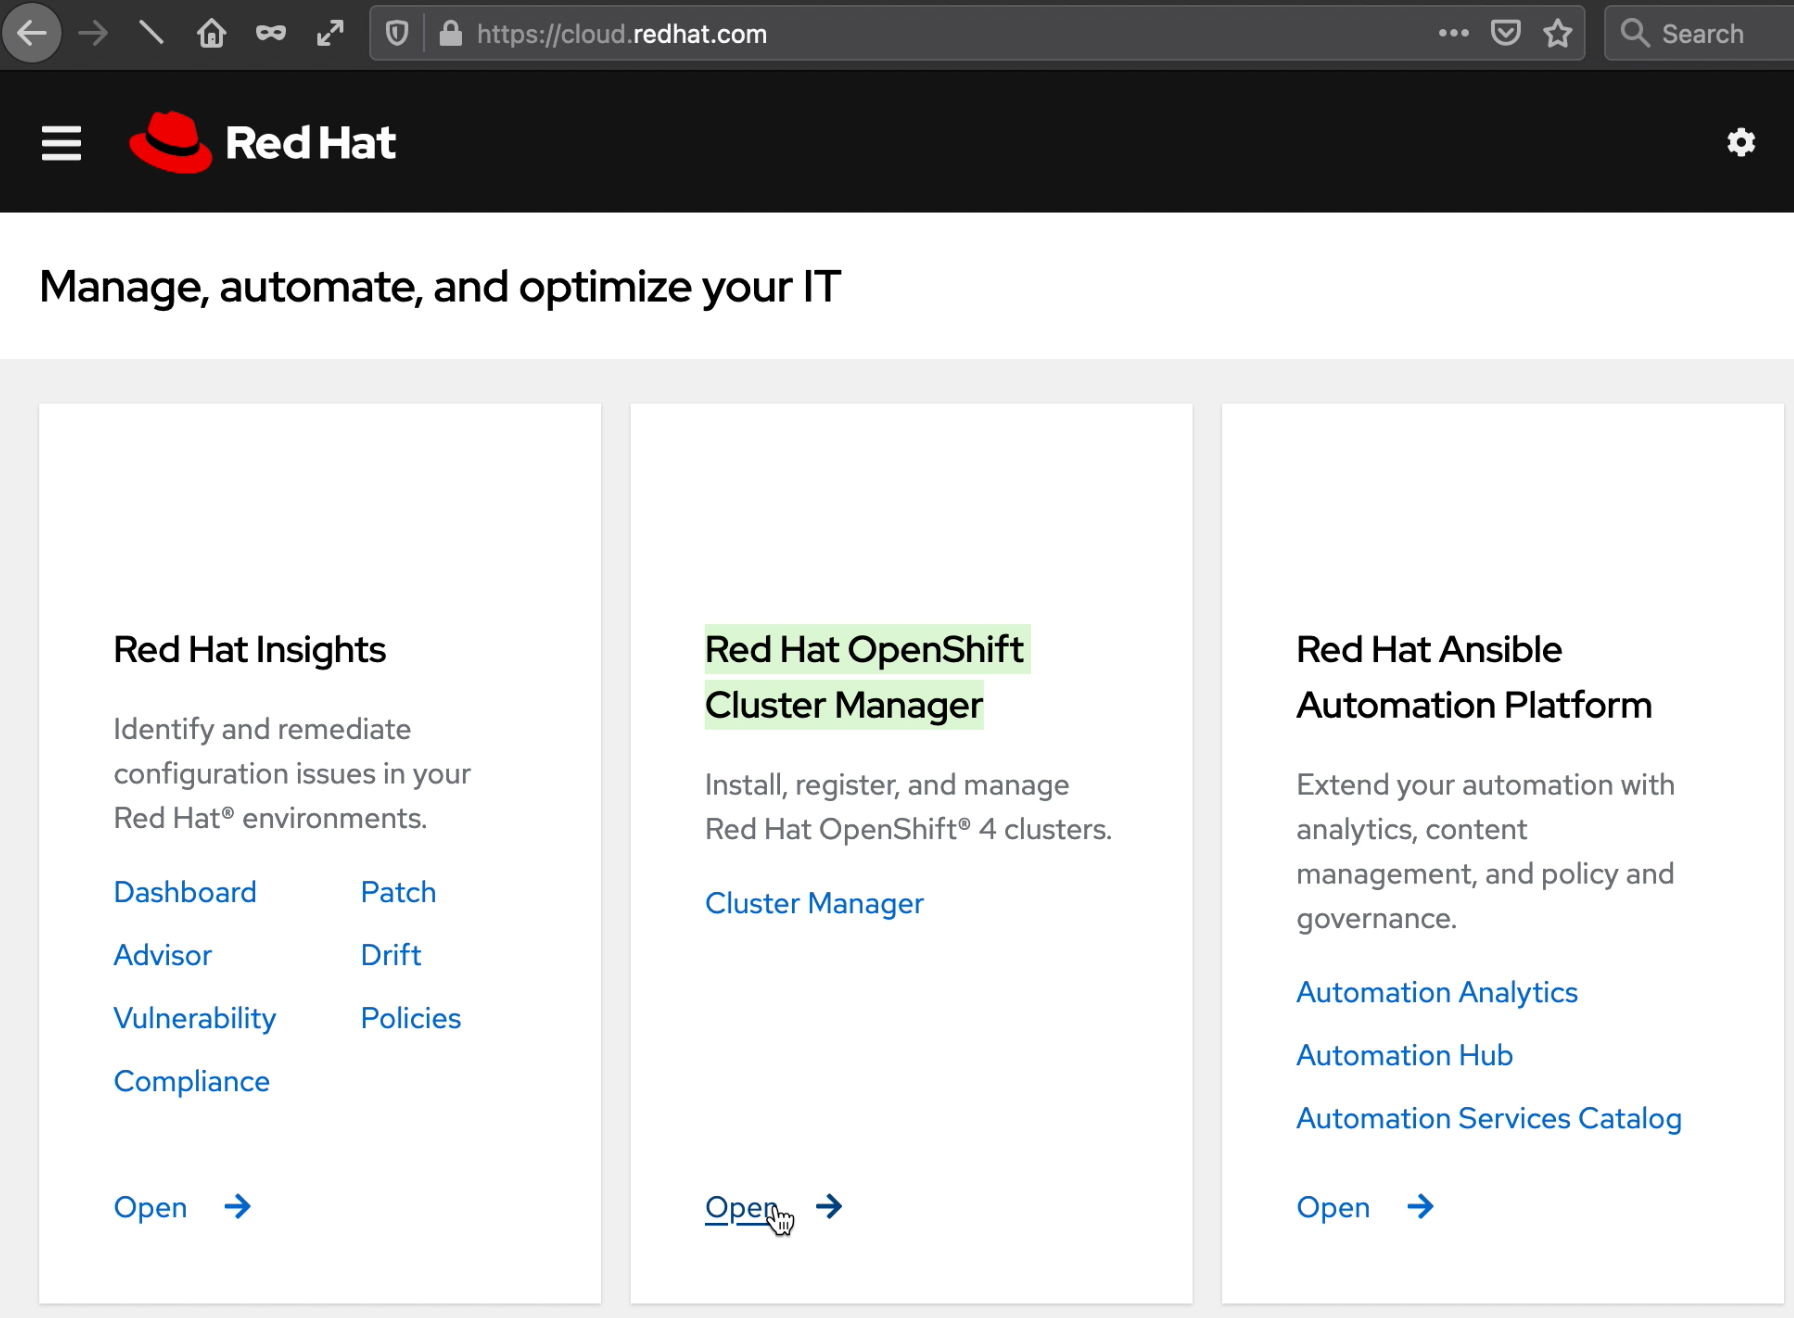 https://cloud.redhat.com
Search
Red Hat
Manage, automate, and optimize your IT
Red Hat Insights
Identify and remediate
configuration issues in your
Red Hat® environments.
Dashboard
Patch
Advisor
Drift
Vulnerability
Policies
Compliance
Open
Red Hat OpenShift
Cluster Manager
Install, register, and manage
Red Hat OpenShift® 4 clusters.
Cluster Manager
Open
Red Hat Ansible
Automation Platform
Extend your automation with
analytics, content
management, and policy and
governance.
Automation Analytics
Automation Hub
Automation Services Catalog
Open